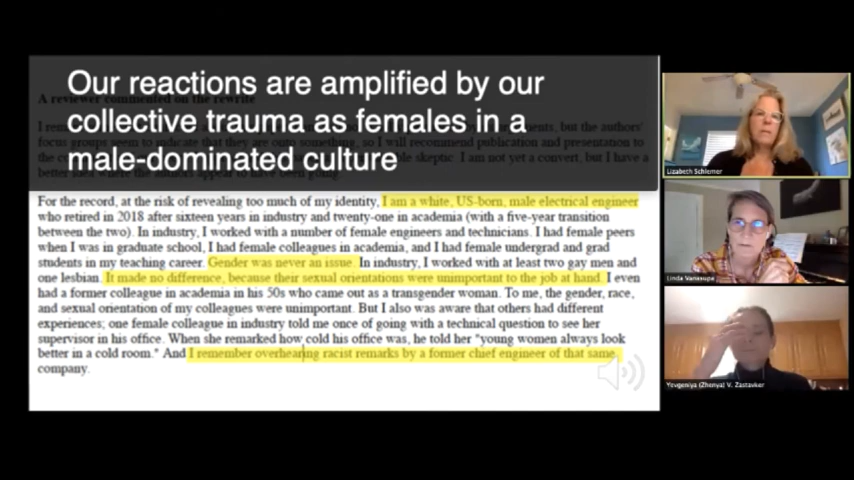 Our reactions are amplified by our
collective trauma as females in a
male-dominated culture
A reviewer commented on the rewrite
For the record, at the risk of revealing too much of my identity, I am a white, US-born, male electrical engineer
who retired in 2018 after sixteen years in industry and twenty-one in academia (with a five-year transition
between the two). In industry, I worked with a number of female engineers and technicians. I had female peers
when I was in graduate school, I had female colleagues in academia, and I had female undergrad and grad
students in my teaching career. Gender was never an issue. In industry, I worked with at least two gay men and
one lesbian. It made no difference, because their sexual orientations were unimportant to the job at hand. I even
had a former colleague in academia in his 50s who came out as a transgender woman. To me, the gender, race,
and sexual orientation of my colleagues were unimportant. But I also was aware that others had different
experiences; one female colleague in industry told me once of going with a technical question to see her
supervisor in his office. When she remarked how cold his office was, he told her "young women always look
better in a cold room." And I remember overhearing racist remarks by a former chief engineer of that same
company.
Lizabeth Schlemer
Linda Vanasupa
Yevgeniya (Zhenya) V. Zastavker